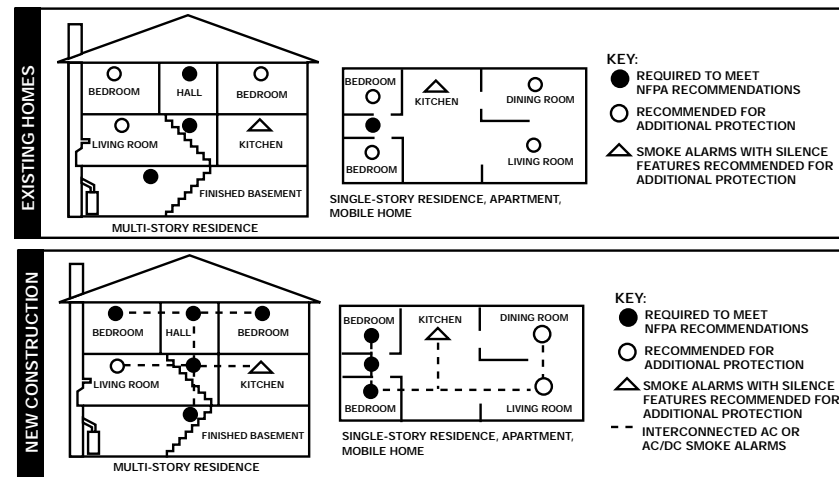 EXISTING HOMES
BEDROOM
HALL
BEDROOM
LIVING ROOM
KITCHEN
FINISHED BASEMENT
MULTI-STORY RESIDENCE
BEDROOM
KITCHEN
DINING ROOM
BEDROOM
LIVING ROOM
SINGLE-STORY RESIDENCE, APARTMENT,
MOBILE HOME
KEY:
REQUIRED TO MEET
NFPA RECOMMENDATIONS
RECOMMENDED FOR
ADDITIONAL PROTECTION
SMOKE ALARMS WITH SILENCE
FEATURES RECOMMENDED FOR
ADDITIONAL PROTECTION
NEW CONSTRUCTION
BEDROOM
HALL
BEDROOM
LIVING ROOM
KITCHEN
FINISHED BASEMENT
MULTI-STORY RESIDENCE
BEDROOM
KITCHEN
DINING ROOM
BEDROOM
LIVING ROOM
SINGLE-STORY RESIDENCE, APARTMENT,
MOBILE HOME
KEY:
REQUIRED TO MEET
NFPA RECOMMENDATIONS
RECOMMENDED FOR
ADDITIONAL PROTECTION
SMOKE ALARMS WITH SILENCE
FEATURES RECOMMENDED FOR
ADDITIONAL PROTECTION
INTERCONNECTED AC OR
AC/DC SMOKE ALARMS